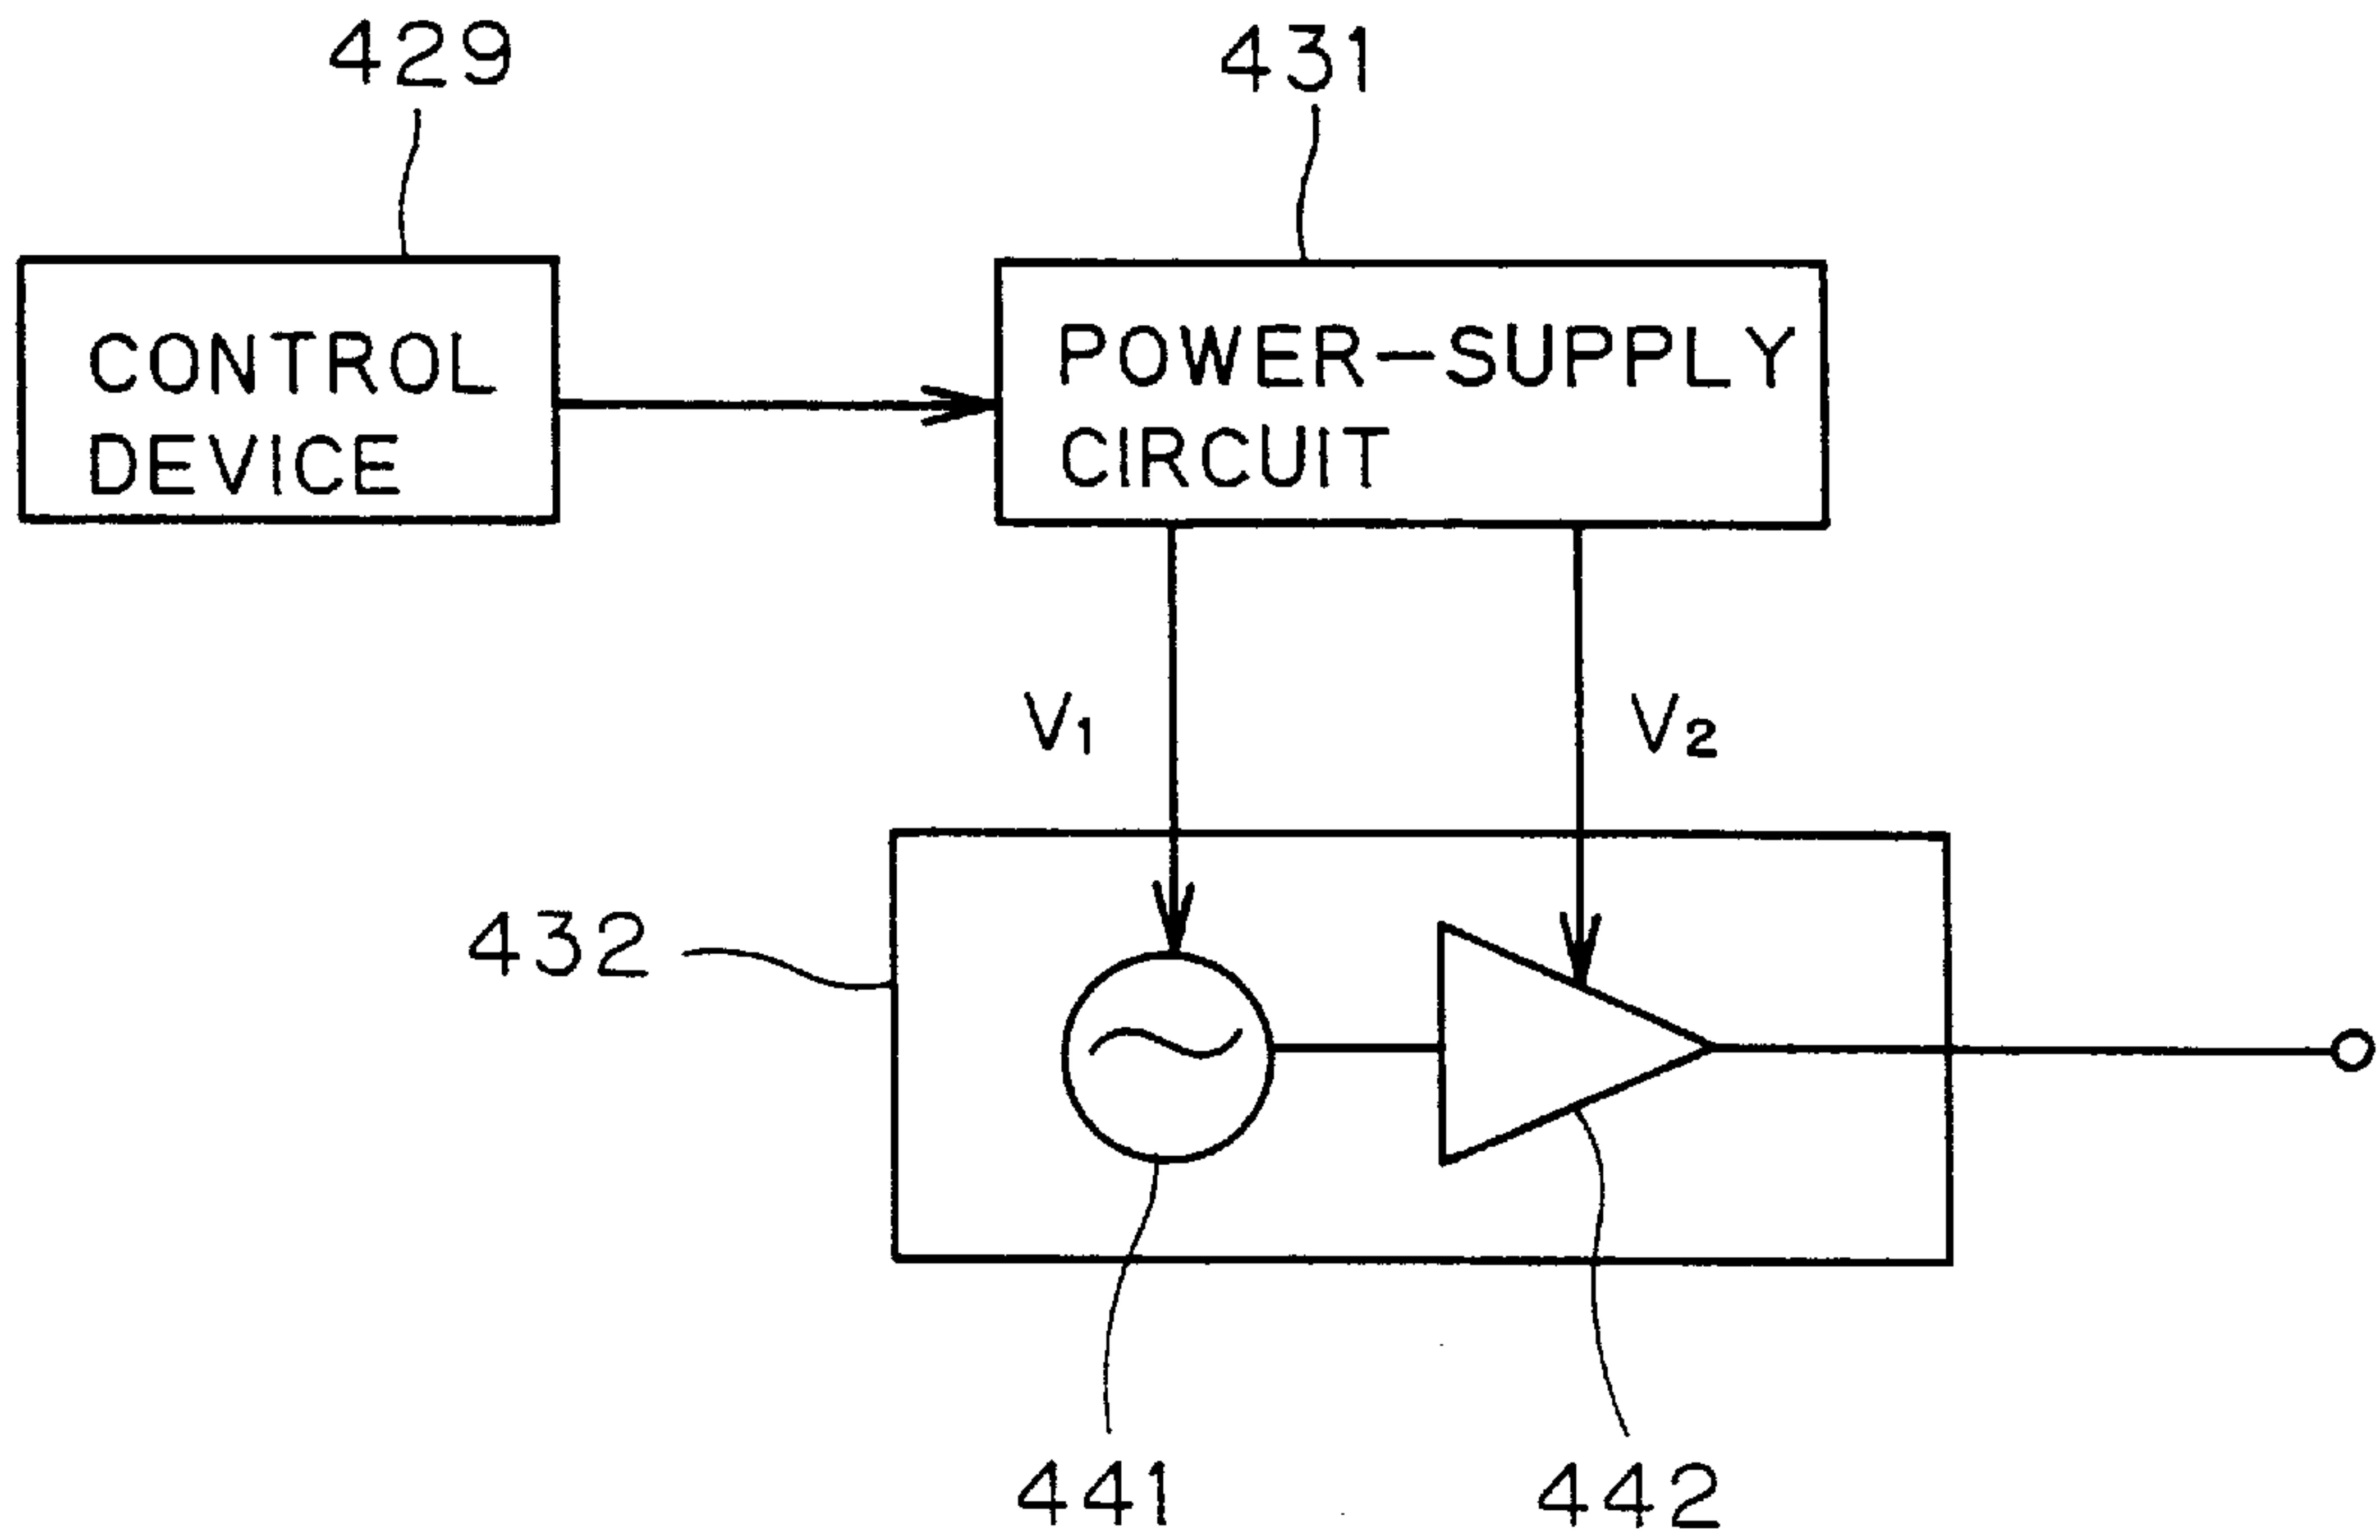 429
431
CONTROL
DEVICE
POWER-SUPPLY
CIRCUIT
V1
V2
432
441
442